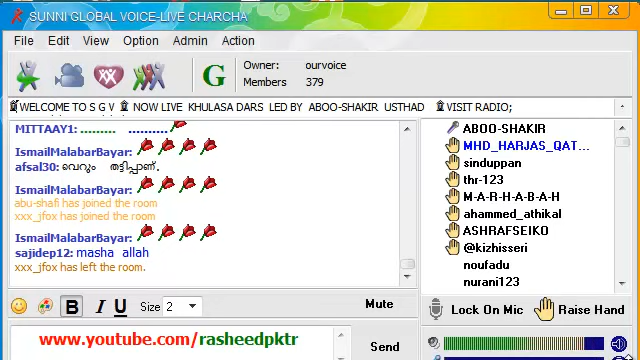 SUNNI GLOBAL VOICE-LIVE CHARCHA
File Edit View Option Admin Action
G
Owner: ourvoice
Members 379
WELCOME TO S G V NOW LIVE KHULASA DARS LED BY ABOO-SHAKIR USTHAD VISIT RADIO;
MITTAAY1: ......... ..........
IsmailMalabarBayar:
afsal30: വെറും തട്ടിപ്പാണ്.
IsmailMalabarBayar:
abu-shafi has joined the room
xxx_jfox has joined the room
IsmailMalabarBayar:
sajidep12: masha allah
xxx_jfox has left the room.
ABOO-SHAKIR
MHD_HARJAS_QAT...
sinduppan
thr-123
M-A-R-H-A-B-A-H
ahammed_athikal
ASHRAFSEIKO
@kizhisseri
noufadu
nurani123
B I U Size 2 Mute
Lock On Mic Raise Hand
www.youtube.com/rasheedpktr
Send